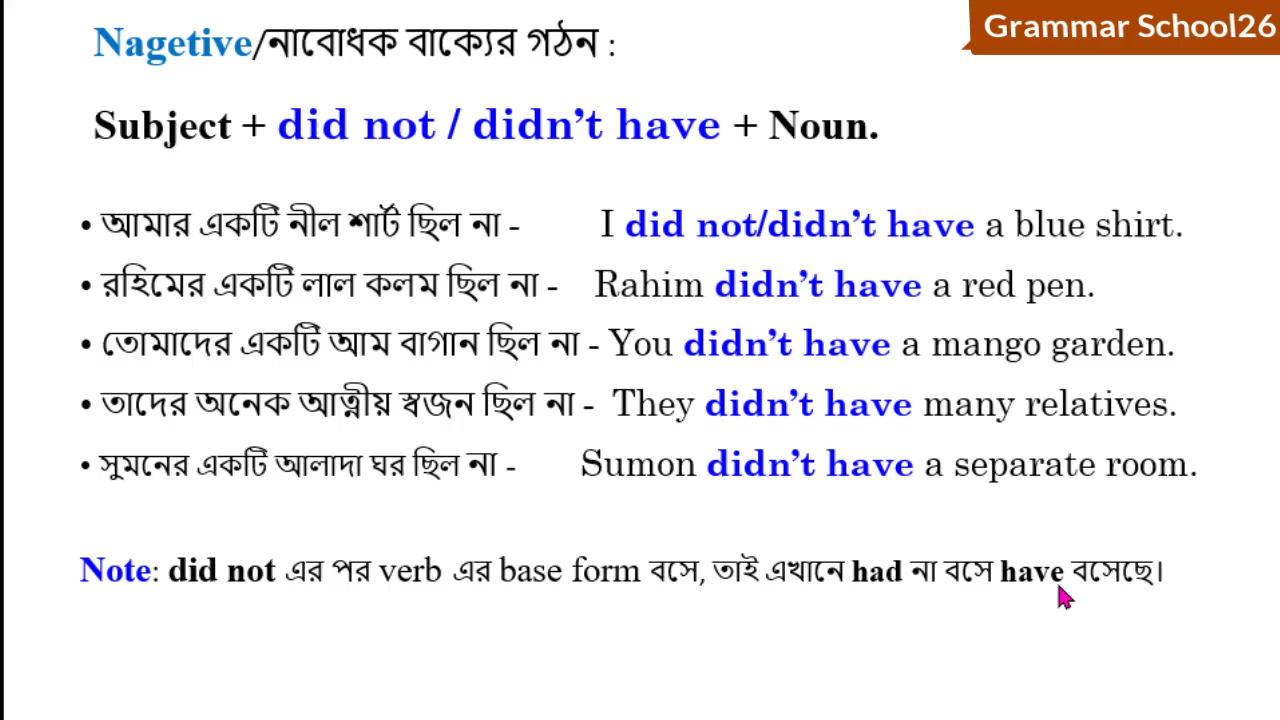 Grammar School26
Nagetive/নাবোধক বাক্যের গঠন :
Subject + did not / didn’t have + Noun.
• আমার একটি নীল শার্ট ছিল না - I did not/didn’t have a blue shirt.
• রহিমের একটি লাল কলম ছিল না - Rahim didn’t have a red pen.
• তোমাদের একটি আম বাগান ছিল না - You didn’t have a mango garden.
• তাদের অনেক আত্নীয় স্বজন ছিল না - They didn’t have many relatives.
• সুমনের একটি আলাদা ঘর ছিল না - Sumon didn’t have a separate room.
Note: did not এর পর verb এর base form বসে, তাই এখানে had না বসে have বসেছে।